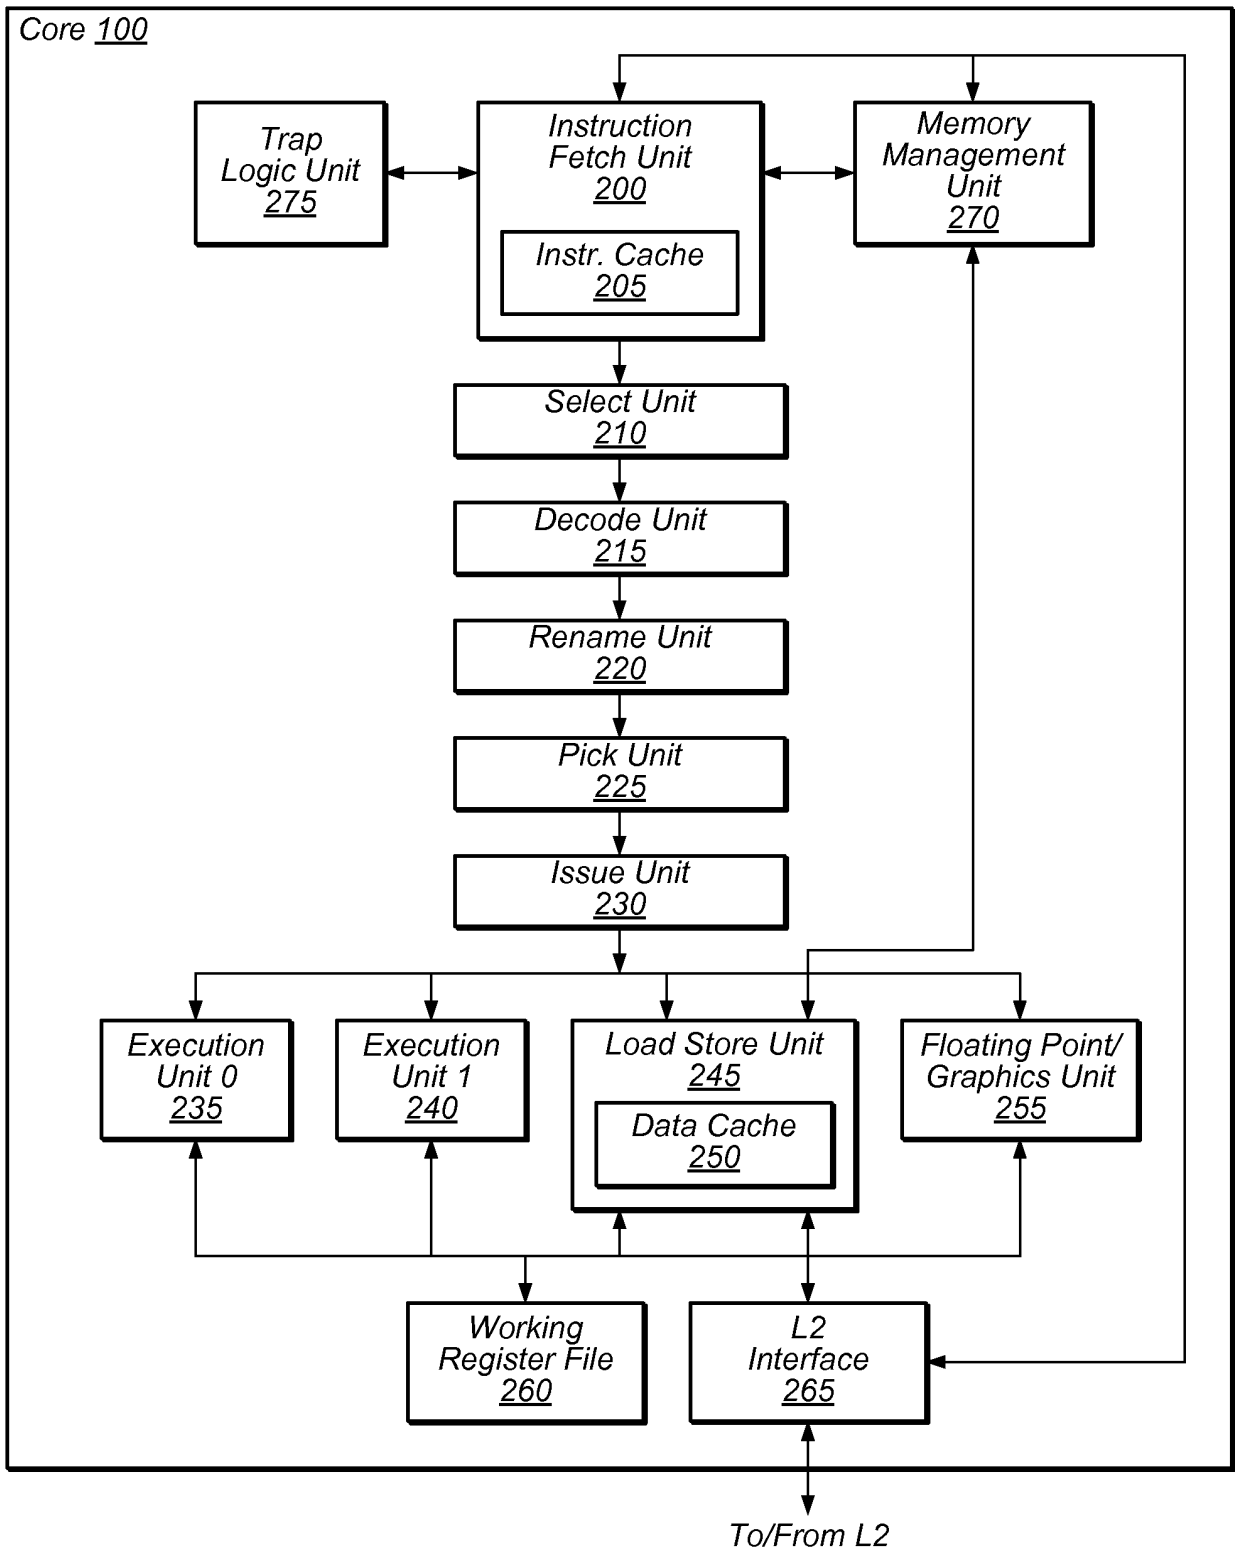 Core 100
Trap
Logic Unit
275
Instruction
Fetch Unit
200
Instr. Cache
205
Memory
Management
Unit
270
Select Unit
210
Decode Unit
215
Rename Unit
220
Pick Unit
225
Issue Unit
230
Execution
Unit 0
235
Execution
Unit 1
240
Load Store Unit
245
Data Cache
250
Floating Point/
Graphics Unit
255
Working
Register File
260
L2
Interface
265
To/From L2